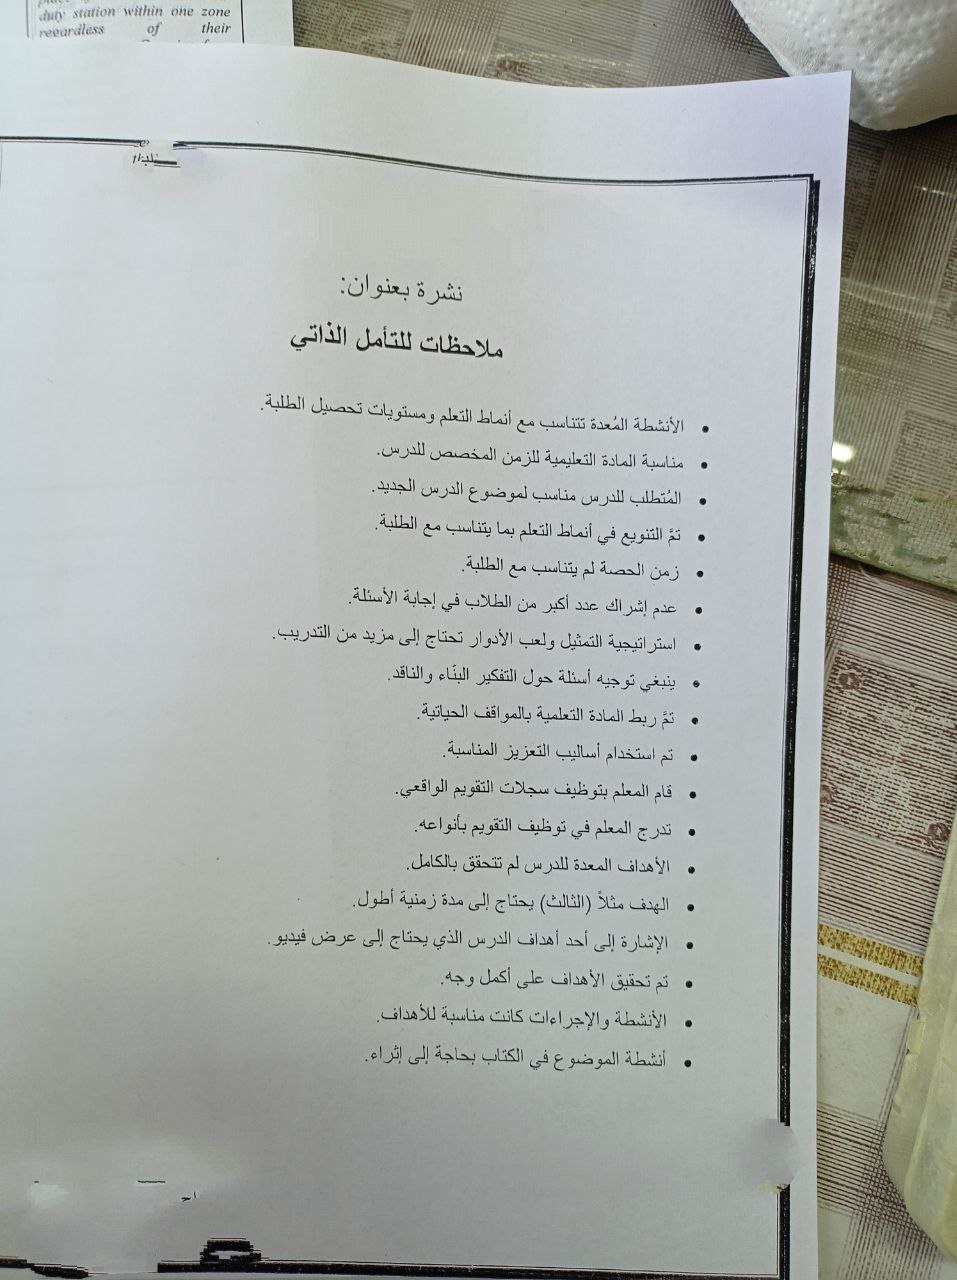 duty station within one zone
regardless of their
نشرة بعنوان:
ملاحظات للتأمل الذاتي
• الأنشطة المُعدة تتناسب مع أنماط التعلم ومستويات تحصيل الطلبة.
• مناسبة المادة التعليمية للزمن المخصص للدرس.
• المُتطلب للدرس مناسب لموضوع الدرس الجديد.
• تمَّ التنويع في أنماط التعلم بما يتناسب مع الطلبة.
• زمن الحصة لم يتناسب مع الطلبة.
• عدم إشراك عدد أكبر من الطلاب في إجابة الأسئلة.
• استراتيجية التمثيل ولعب الأدوار تحتاج إلى مزيد من التدريب.
• ينبغي توجيه أسئلة حول التفكير البنَاء والناقد.
• تمَّ ربط المادة التعلمية بالمواقف الحياتية.
• تم استخدام أساليب التعزيز المناسبة.
• قام المعلم بتوظيف سجلات التقويم الواقعي.
• تدرج المعلم في توظيف التقويم بأنواعه.
• الأهداف المعدة للدرس لم تتحقق بالكامل.
• الهدف مثلاً (الثالث) يحتاج إلى مدة زمنية أطول.
• الإشارة إلى أحد أهداف الدرس الذي يحتاج إلى عرض فيديو.
• تم تحقيق الأهداف على أكمل وجه.
• الأنشطة والإجراءات كانت مناسبة للأهداف.
• أنشطة الموضوع في الكتاب بحاجة إلى إثراء.